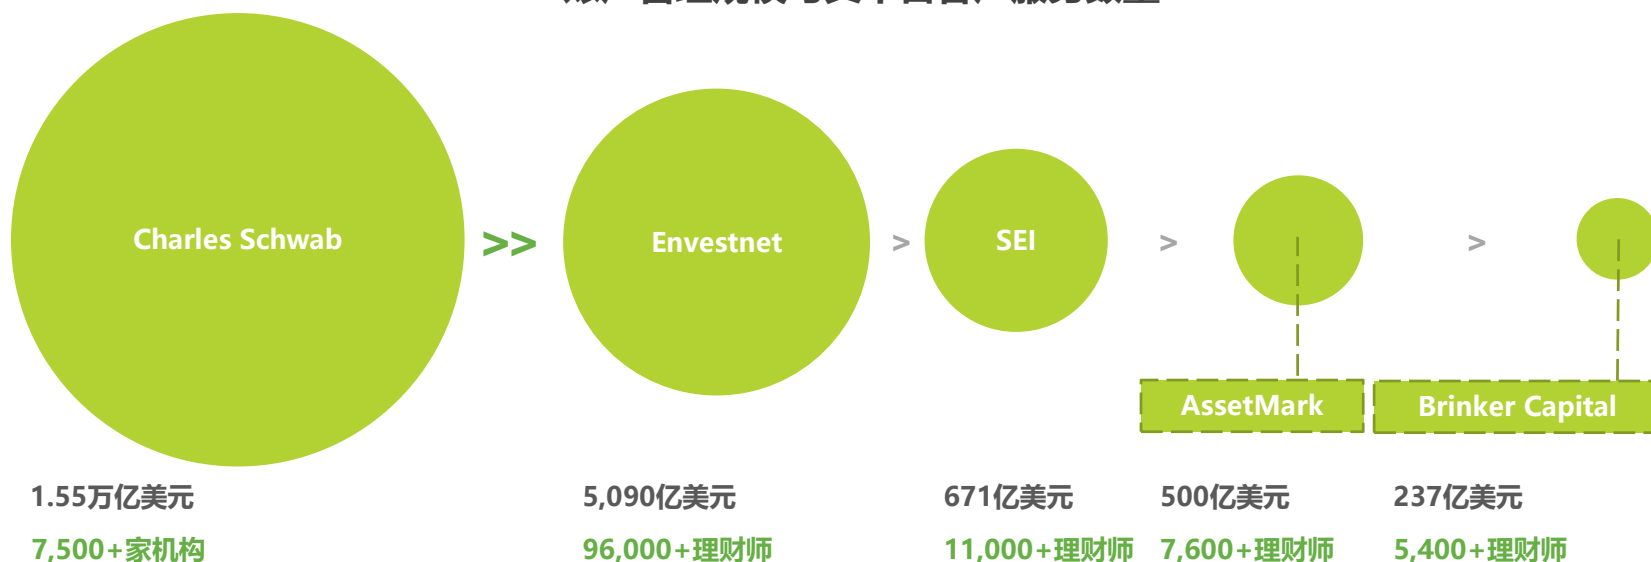 Charles Schwab
>>
Envestnet
>
SEI
>
>
AssetMark
Brinker Capital
1.55万亿美元
5,090亿美元
671亿美元
500亿美元
237亿美元
7,500+家机构
96,000+理财师
11,000+理财师
7,600+理财师
5,400+理财师